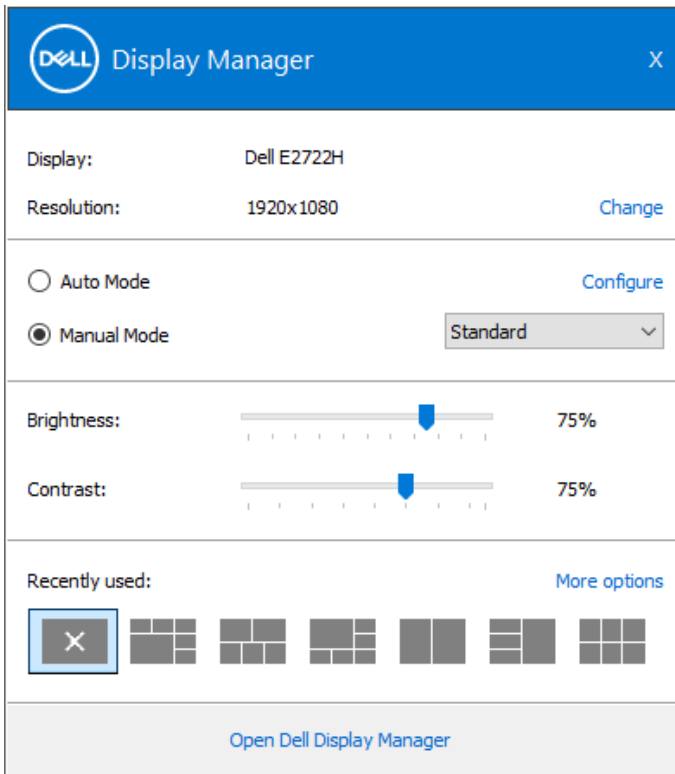 DELL Display Manager X
Display: Dell E2722H
Resolution: 1920x1080 Change
Auto Mode Configure
Manual Mode Standard
Brightness: 75%
Contrast: 75%
Recently used: More options
Open Dell Display Manager